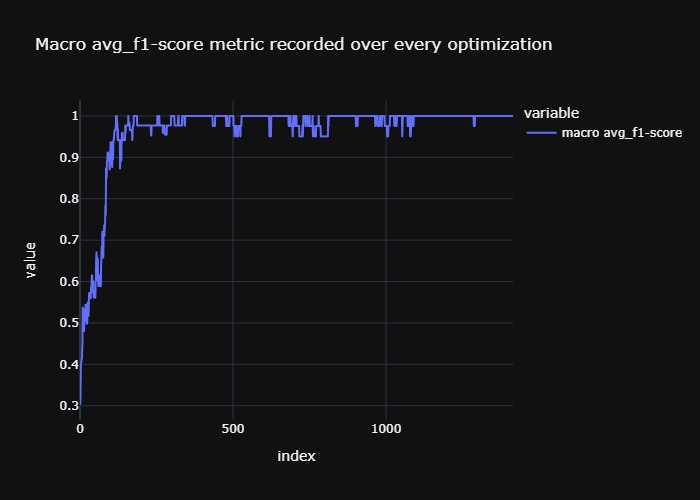 Macro avg_f1-score metric recorded over every optimization
variable
macro avg_f1-score
value
1
0.9
0.8
0.7
0.6
0.5
0.4
0.3
0
500
1000
index